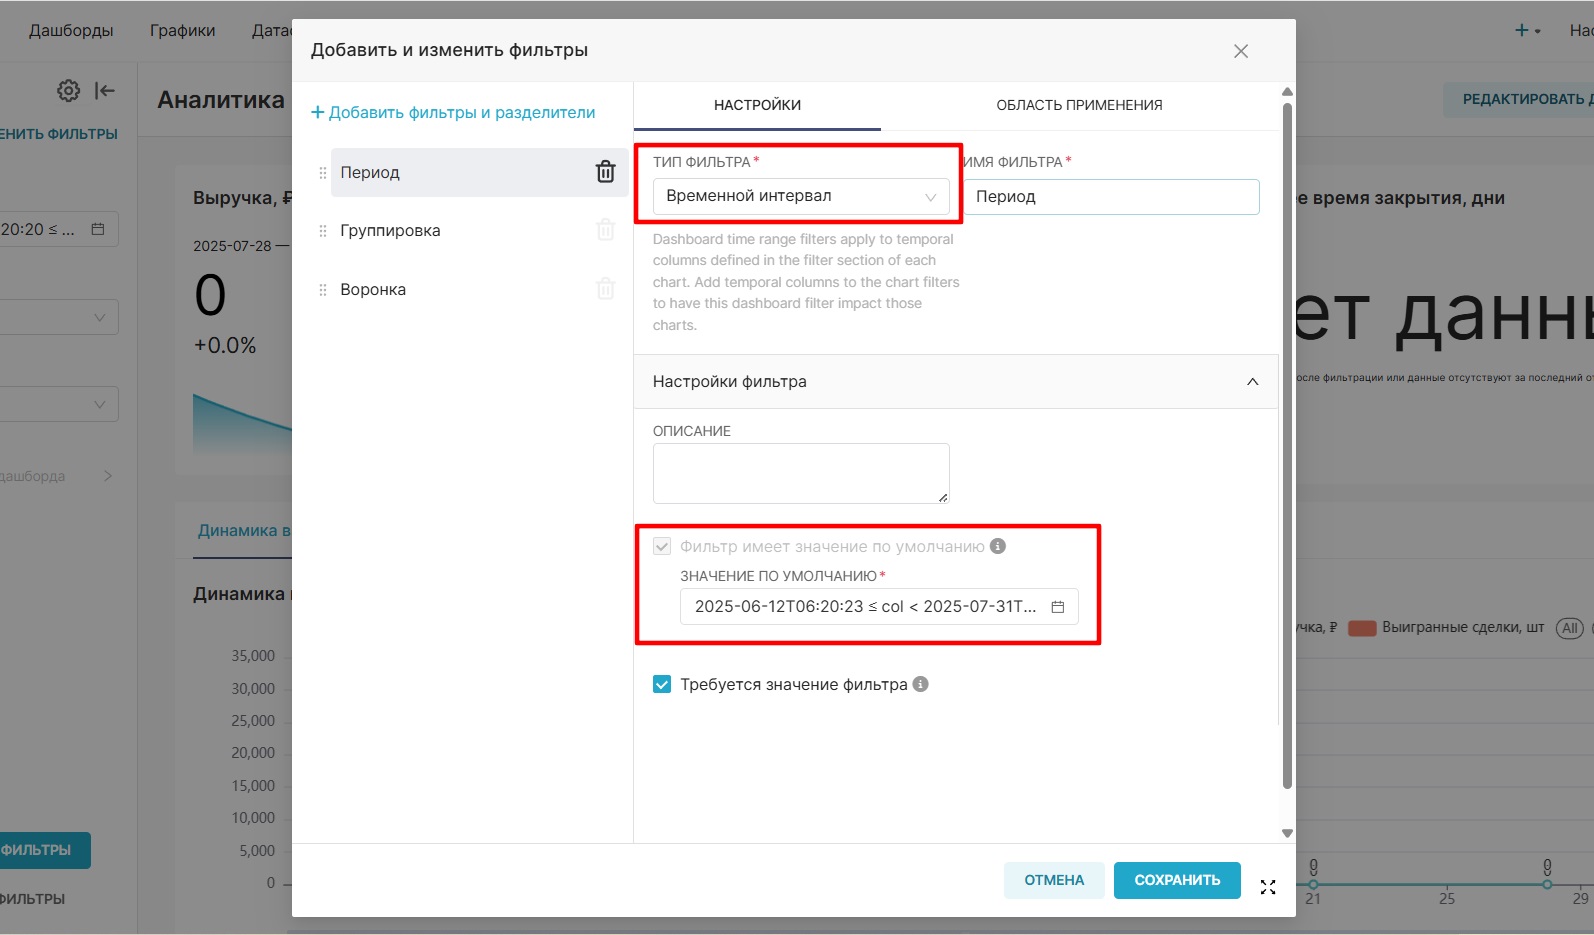 Дашборды
Графики
Датас
+
Нас
Добавить и изменить фильтры
Аналитика
ЕНИТЬ ФИЛЬТРЫ
РЕДАКТИРОВАТЬ Д
+ Добавить фильтры и разделители
НАСТРОЙКИ
ОБЛАСТЬ ПРИМЕНЕНИЯ
ТИП ФИЛЬТРА*
ИМЯ ФИЛЬТРА*
Период
Временной интервал
Период
Выручка, ₽
ее время закрытия, дни
20:20 ≤ ...
Группировка
2025-07-28 —
Dashboard time range filters apply to temporal
columns defined in the filter section of each
chart. Add temporal columns to the chart filters
to have this dashboard filter impact those
charts.
Воронка
0
+0.0%
ет данны
осле фильтрации или данные отсутствуют за последний от
Настройки фильтра
ОПИСАНИЕ
дашборда
Динамика в
Фильтр имеет значение по умолчанию
ЗНАЧЕНИЕ ПО УМОЛЧАНИЮ*
2025-06-12T06:20:23 ≤ col < 2025-07-31T...
Динамика
учка, ₽
Выигранные сделки, шт
All
35,000
30,000
25,000
20,000
15,000
10,000
5,000
0
Требуется значение фильтра
ФИЛЬТРЫ
ФИЛЬТРЫ
ОТМЕНА
СОХРАНИТЬ
0
0
21
25
29